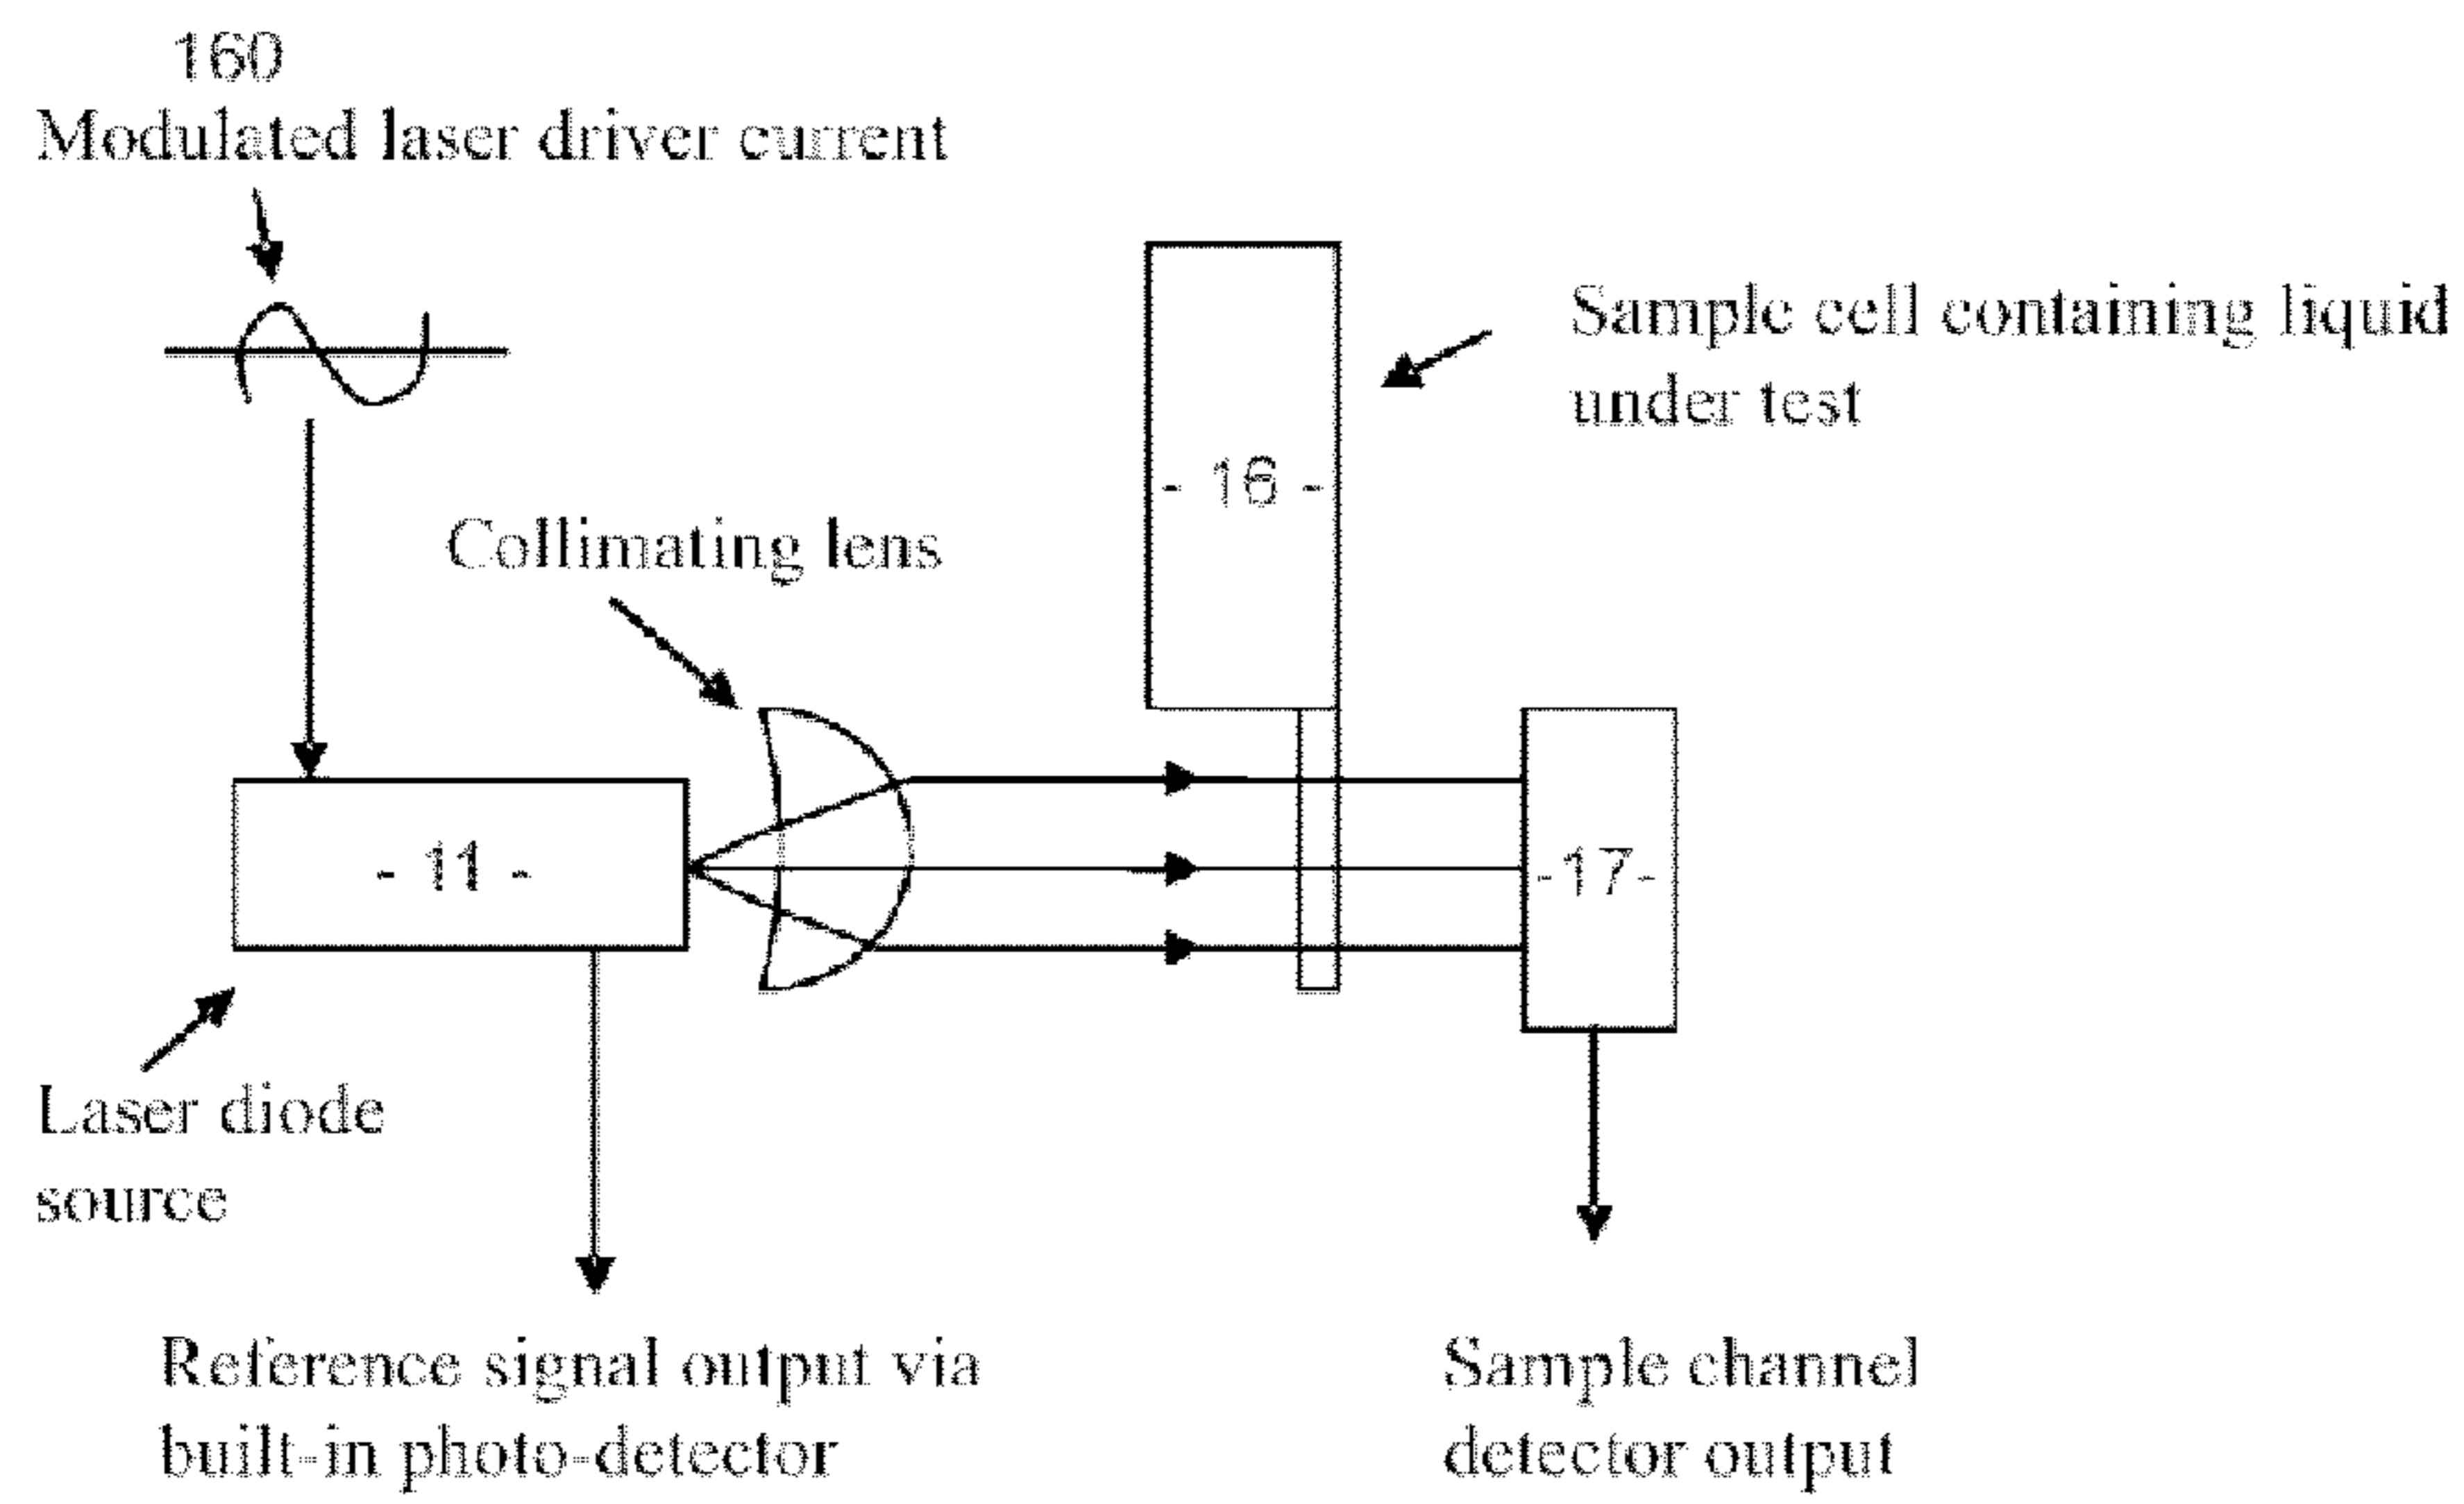 160
Modulated laser driver current
Sample cell containing liquid
under test
- 16 -
Collimating lens
- 11 -
-17-
Laser diode
source
Reference signal output via
built-in photo-detector
Sample channel
detector output